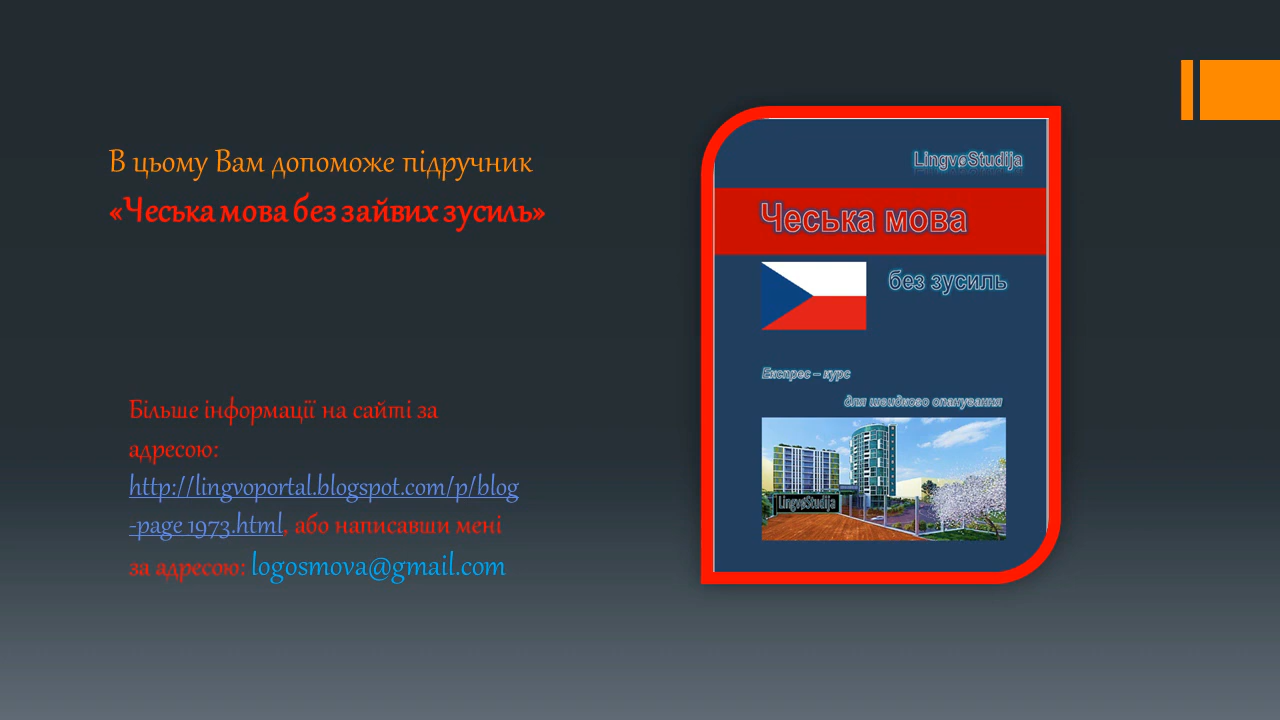 В цьому Вам допоможе підручник
«Чеська мова без зайвих зусиль»
Більше інформації на сайті за
адресою:
http://lingvoportal.blogspot.com/p/blog
-page 1973.html, або написавши мені
за адресою: logosmova@gmail.com
LingvoStudija
Чеська мова
без зусиль
Експрес – курс
для швидкого опанування
LingvoStudija